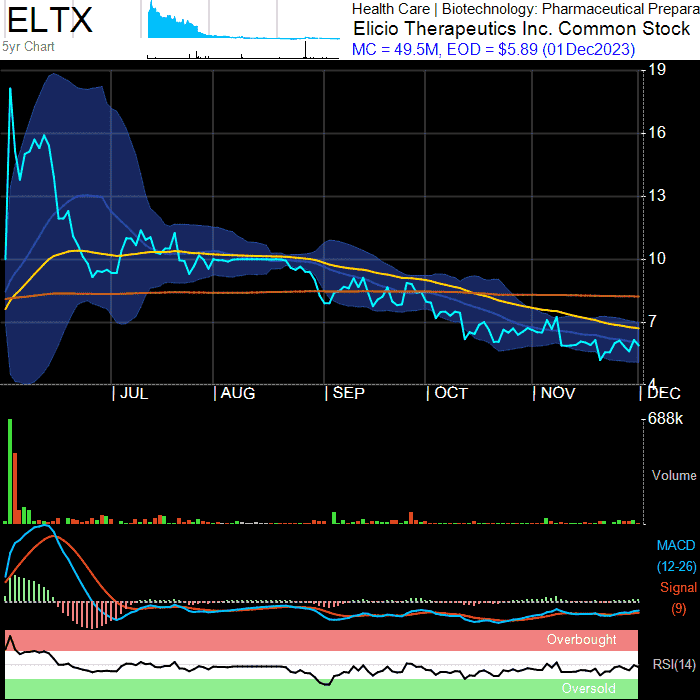 ELTX
5yr Chart
Health Care | Biotechnology: Pharmaceutical Prepara
Elicio Therapeutics Inc. Common Stock
MC = 49.5M, EOD = $5.89 (01Dec2023)
19
16
13
10
7
4
JUL AUG SEP OCT NOV DEC
688k
Volume
MACD
(12-26)
Signal
(9)
Overbought
RSI(14)
Oversold